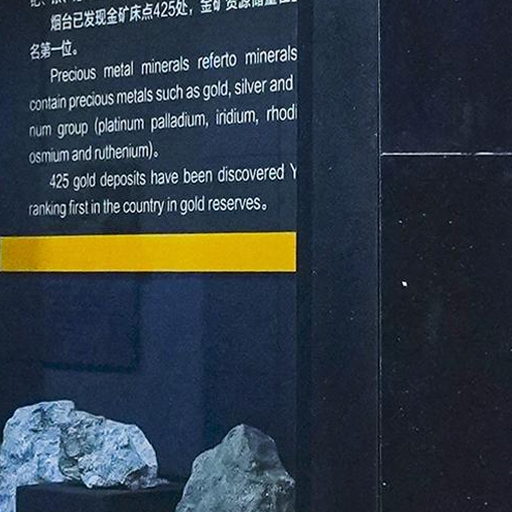 烟台已发现金矿床点425处，金矿资源储量
名第一位。
Precious metal minerals referto minerals
contain precious metals such as gold, silver and
num group (platinum palladium, iridium, rhodi
osmium and ruthenium)。
425 gold deposits have been discovered Y
ranking first in the country in gold reserves。